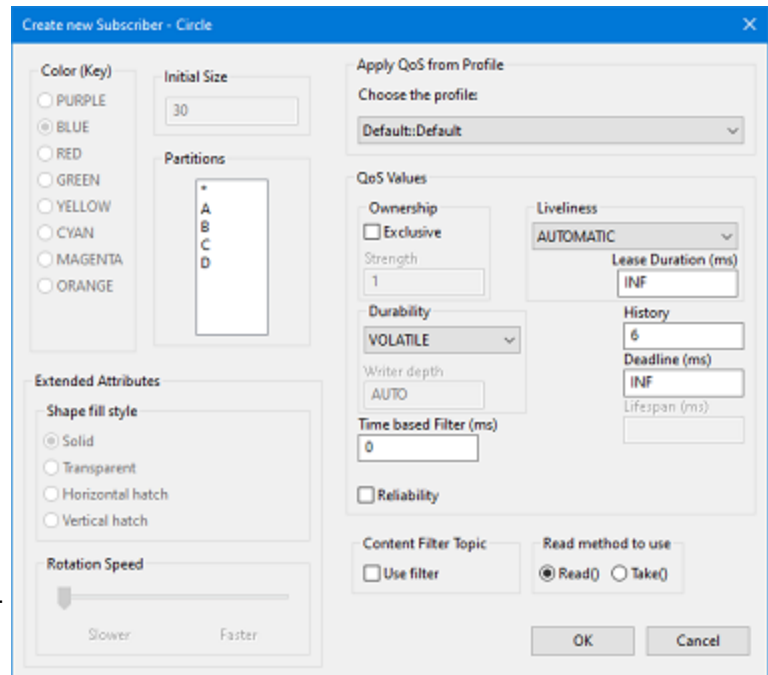 Create new Subscriber - Circle
Color (Key)
PURPLE
BLUE
RED
GREEN
YELLOW
CYAN
MAGENTA
ORANGE
Initial Size
30
Partitions
*
A
B
C
D
Extended Attributes
Shape fill style
Solid
Transparent
Horizontal hatch
Vertical hatch
Rotation Speed
Slower Faster
Apply QoS from Profile
Choose the profile:
Default::Default
QoS Values
Ownership
Exclusive
Strength
1
Liveliness
AUTOMATIC
Lease Duration (ms)
INF
Durability
VOLATILE
Writer depth
AUTO
History
6
Deadline (ms)
INF
Lifespan (ms)
Time based Filter (ms)
0
Reliability
Content Filter Topic
Use filter
Read method to use
Read() Take()
OK Cancel